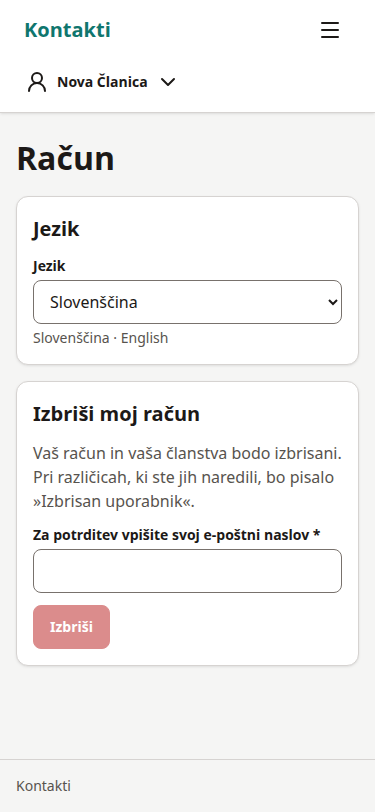 Kontakti
Nova Članica
Račun
Jezik
Jezik
Slovenščina
Slovenščina · English
Izbriši moj račun
Vaš račun in vaša članstva bodo izbrisani.
Pri različicah, ki ste jih naredili, bo pisalo
»Izbrisan uporabnik«.
Za potrditev vpišite svoj e-poštni naslov *
Izbriši
Kontakti